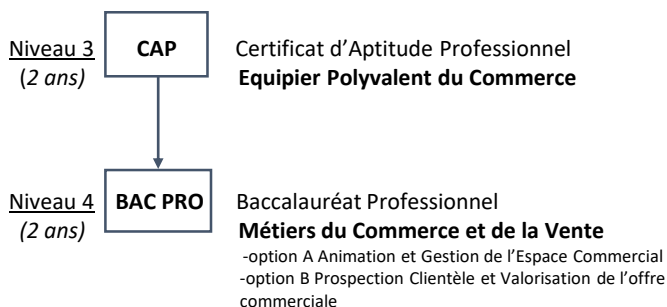 Niveau 3 CAP Certificat d’Aptitude Professionnel
(2 ans) Equipier Polyvalent du Commerce
Niveau 4 BAC PRO Baccalauréat Professionnel
(2 ans) Métiers du Commerce et de la Vente
-option A Animation et Gestion de l’Espace Commercial
-option B Prospection Clientèle et Valorisation de l’offre
commerciale